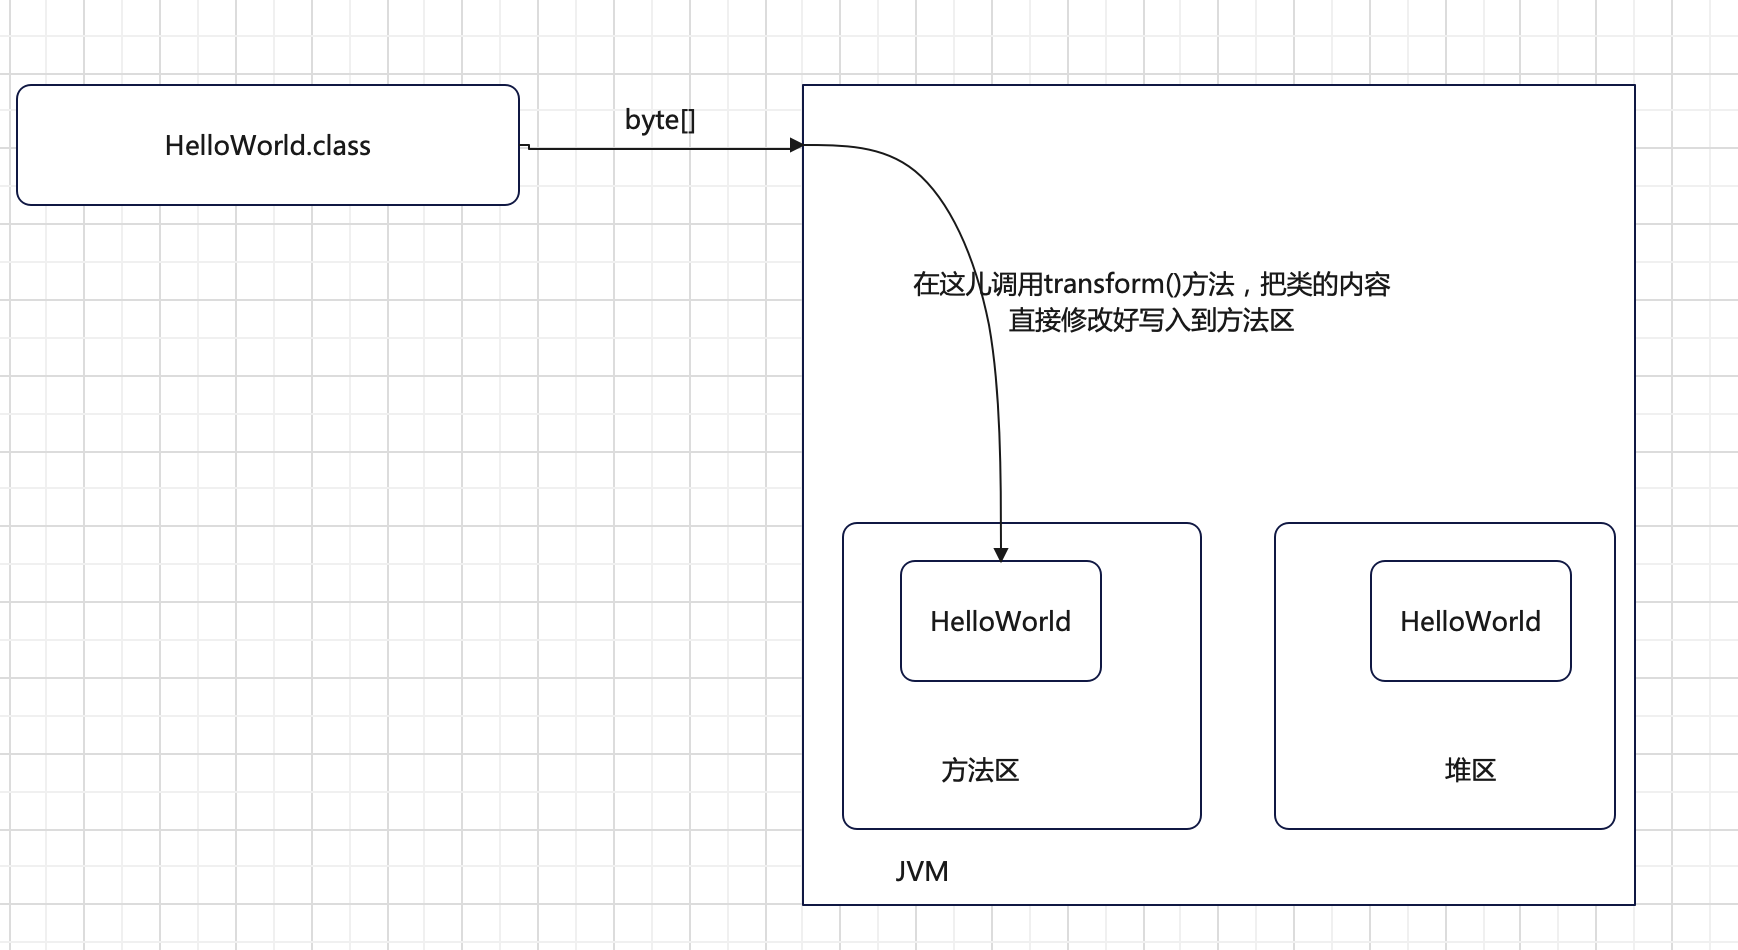 HelloWorld.class
byte[]
在这儿调用transform()方法，把类的内容
直接修改好写入到方法区
HelloWorld
HelloWorld
方法区
堆区
JVM